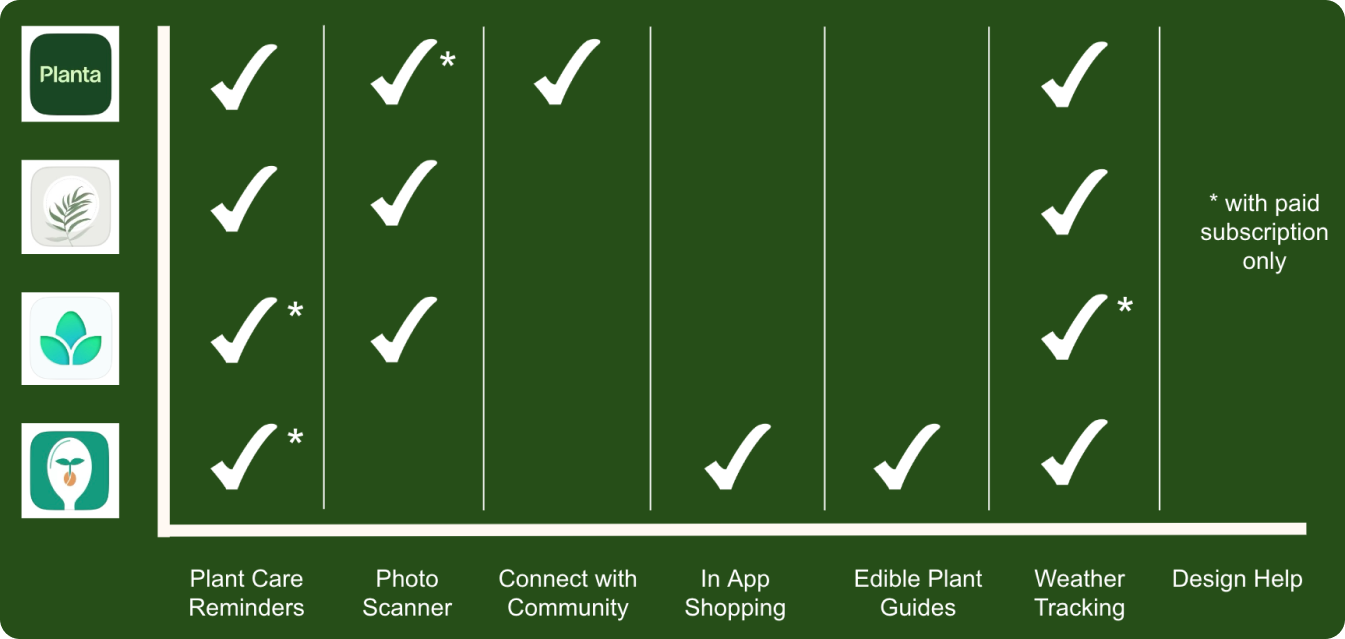 Planta
*
* with paid
subscription
only
*
*
*
Plant Care
Reminders
Photo
Scanner
Connect with
Community
In App
Shopping
Edible Plant
Guides
Weather
Tracking
Design Help